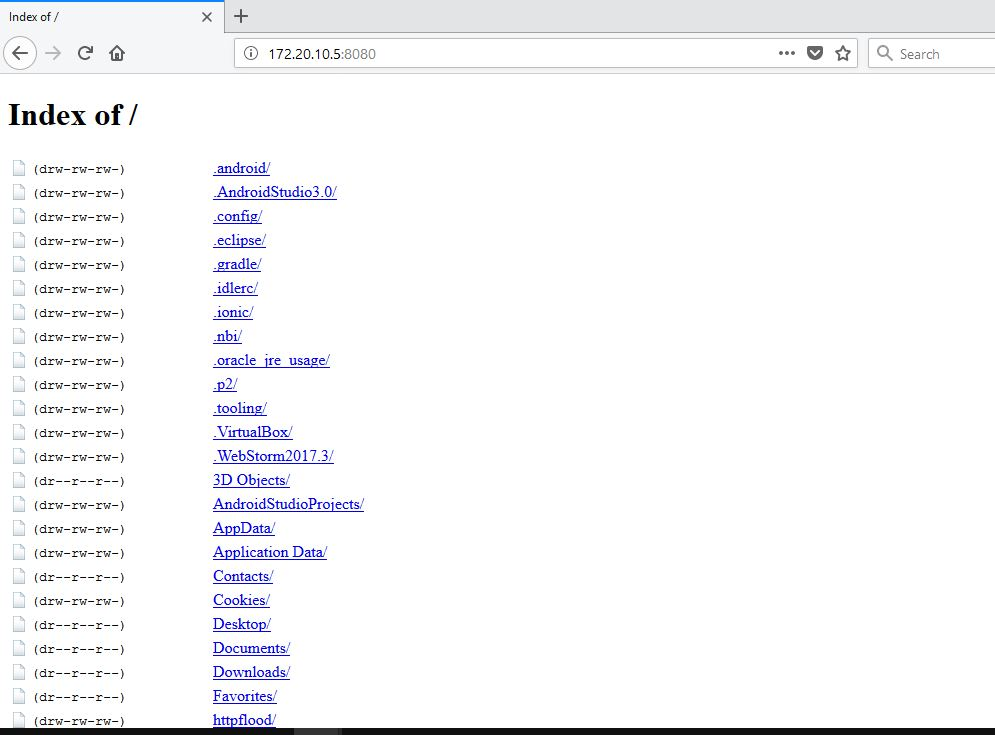 Index of /
172.20.10.5:8080
Search
Index of /
(drw-rw-rw-) .android/
(drw-rw-rw-) .AndroidStudio3.0/
(drw-rw-rw-) .config/
(drw-rw-rw-) .eclipse/
(drw-rw-rw-) .gradle/
(drw-rw-rw-) .idlerc/
(drw-rw-rw-) .ionic/
(drw-rw-rw-) .nbi/
(drw-rw-rw-) .oracle_jre_usage/
(drw-rw-rw-) .p2/
(drw-rw-rw-) .tooling/
(drw-rw-rw-) .VirtualBox/
(drw-rw-rw-) .WebStorm2017.3/
(dr--r--r--) 3D Objects/
(drw-rw-rw-) AndroidStudioProjects/
(drw-rw-rw-) AppData/
(drw-rw-rw-) Application Data/
(dr--r--r--) Contacts/
(drw-rw-rw-) Cookies/
(dr--r--r--) Desktop/
(dr--r--r--) Documents/
(dr--r--r--) Downloads/
(dr--r--r--) Favorites/
(drw-rw-rw-) httpflood/